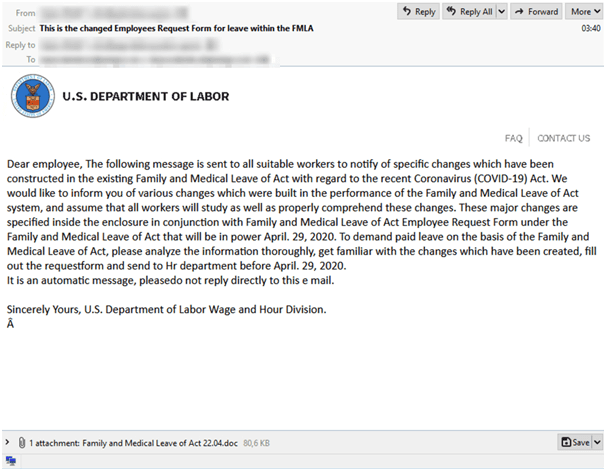 From Reply Reply All Forward More
Subject This is the changed Employees Request Form for leave within the FMLA 03:40
Reply to
To
U.S. DEPARTMENT OF LABOR
FAQ CONTACT US
Dear employee, The following message is sent to all suitable workers to notify of specific changes which have been
constructed in the existing Family and Medical Leave of Act with regard to the recent Coronavirus (COVID-19) Act. We
would like to inform you of various changes which were built in the performance of the Family and Medical Leave of Act
system, and assume that all workers will study as well as properly comprehend these changes. These major changes are
specified inside the enclosure in conjunction with Family and Medical Leave of Act Employee Request Form under the
Family and Medical Leave of Act that will be in power April. 29, 2020. To demand paid leave on the basis of the Family and
Medical Leave of Act, please analyze the information thoroughly, get familiar with the changes which have been created, fill
out the requestform and send to Hr department before April. 29, 2020.
It is an automatic message, pleasedo not reply directly to this e mail.
Sincerely Yours, U.S. Department of Labor Wage and Hour Division.
Â
1 attachment: Family and Medical Leave of Act 22.04.doc 80,6 KB Save